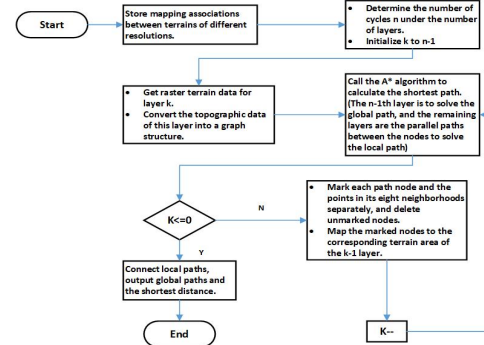 Start
Store mapping associations
between terrains of different
resolutions.
• Determine the number of
cycles n under the number
of layers.
• Initialize k to n-1
• Get raster terrain data for
layer k.
• Convert the topographic data
of this layer into a graph
structure.
Call the A* algorithm to
calculate the shortest path.
(The n-1th layer is to solve the
global path, and the remaining
layers are the parallel paths
between the nodes to solve
the local path)
K<=0
N
Y
• Mark each path node and the
points in its eight neighborhoods
separately, and delete
unmarked nodes.
• Map the marked nodes to the
corresponding terrain area of
the k-1 layer.
Connect local paths,
output global paths and
the shortest distance.
End
K--